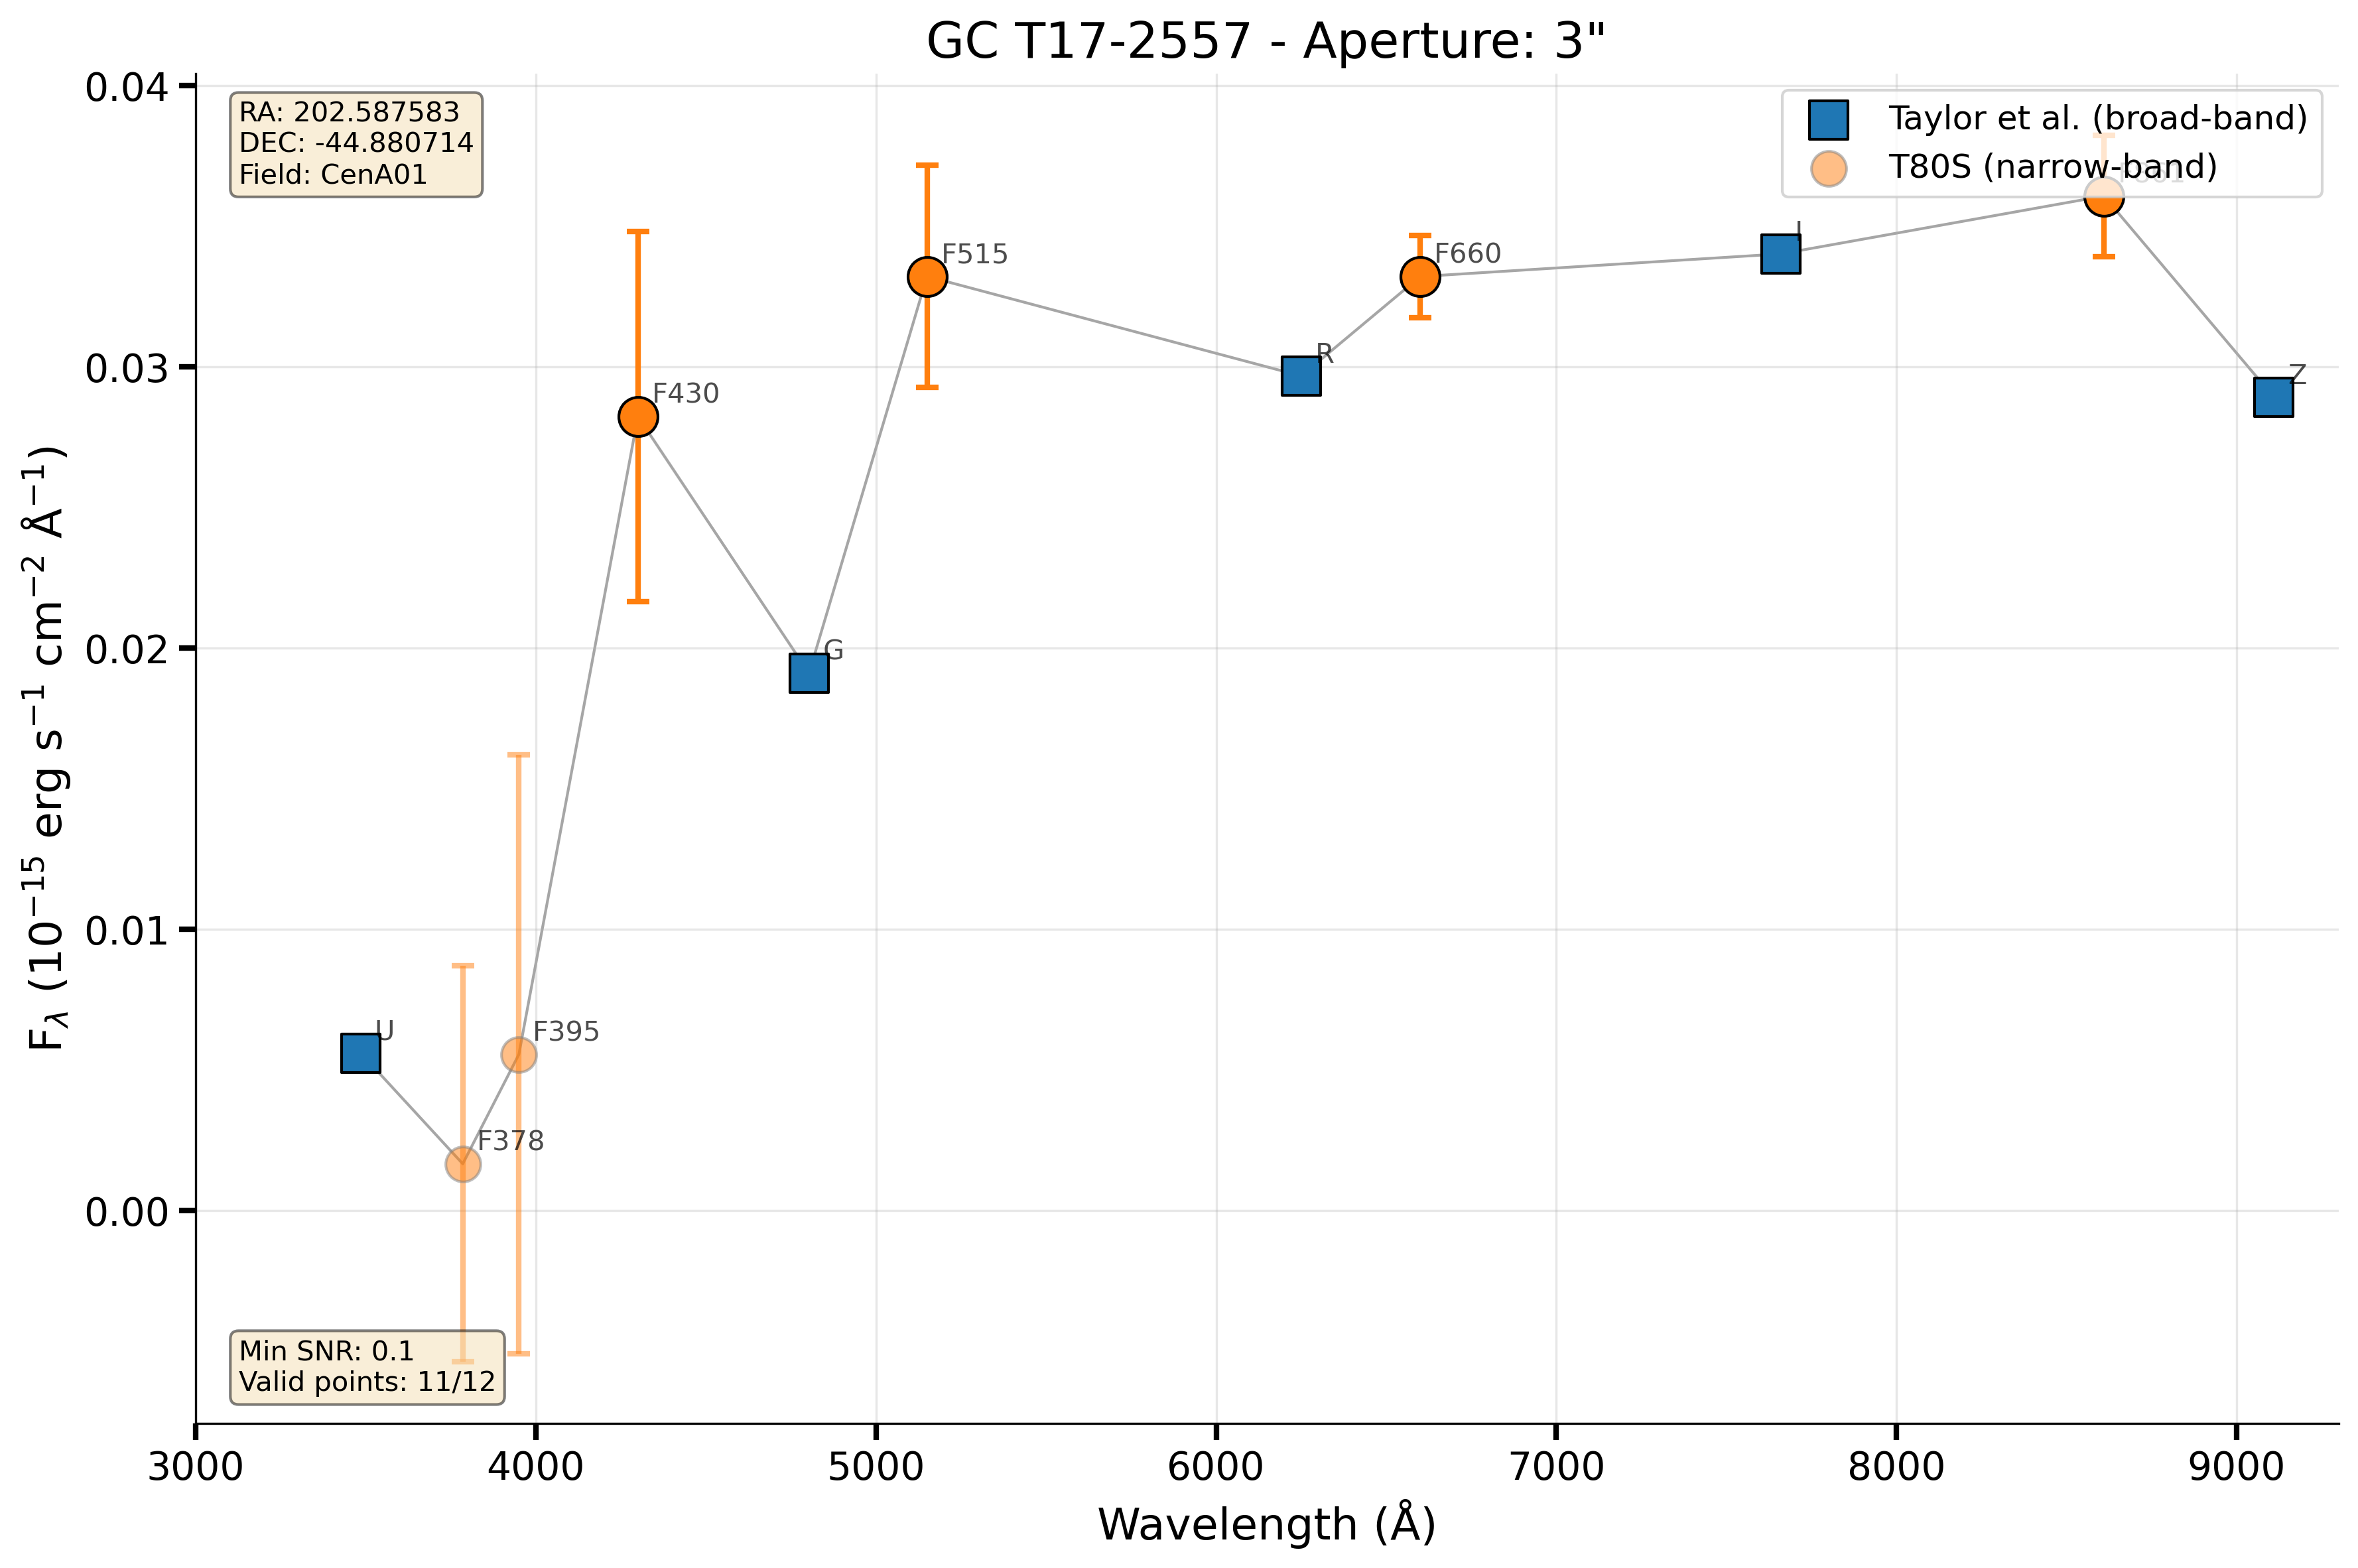 GC T17-2557 - Aperture: 3"
RA: 202.587583
DEC: -44.880714
Field: CenA01
Taylor et al. (broad-band)
T80S (narrow-band)
0.04
0.03
0.02
0.01
0.00
F515
F660
I
R
Z
F430
G
U
F395
F378
Min SNR: 0.1
Valid points: 11/12
3000
4000
5000
6000
7000
8000
9000
Wavelength (Å)
Fλ (10−15 erg s−1 cm−2 Å−1)